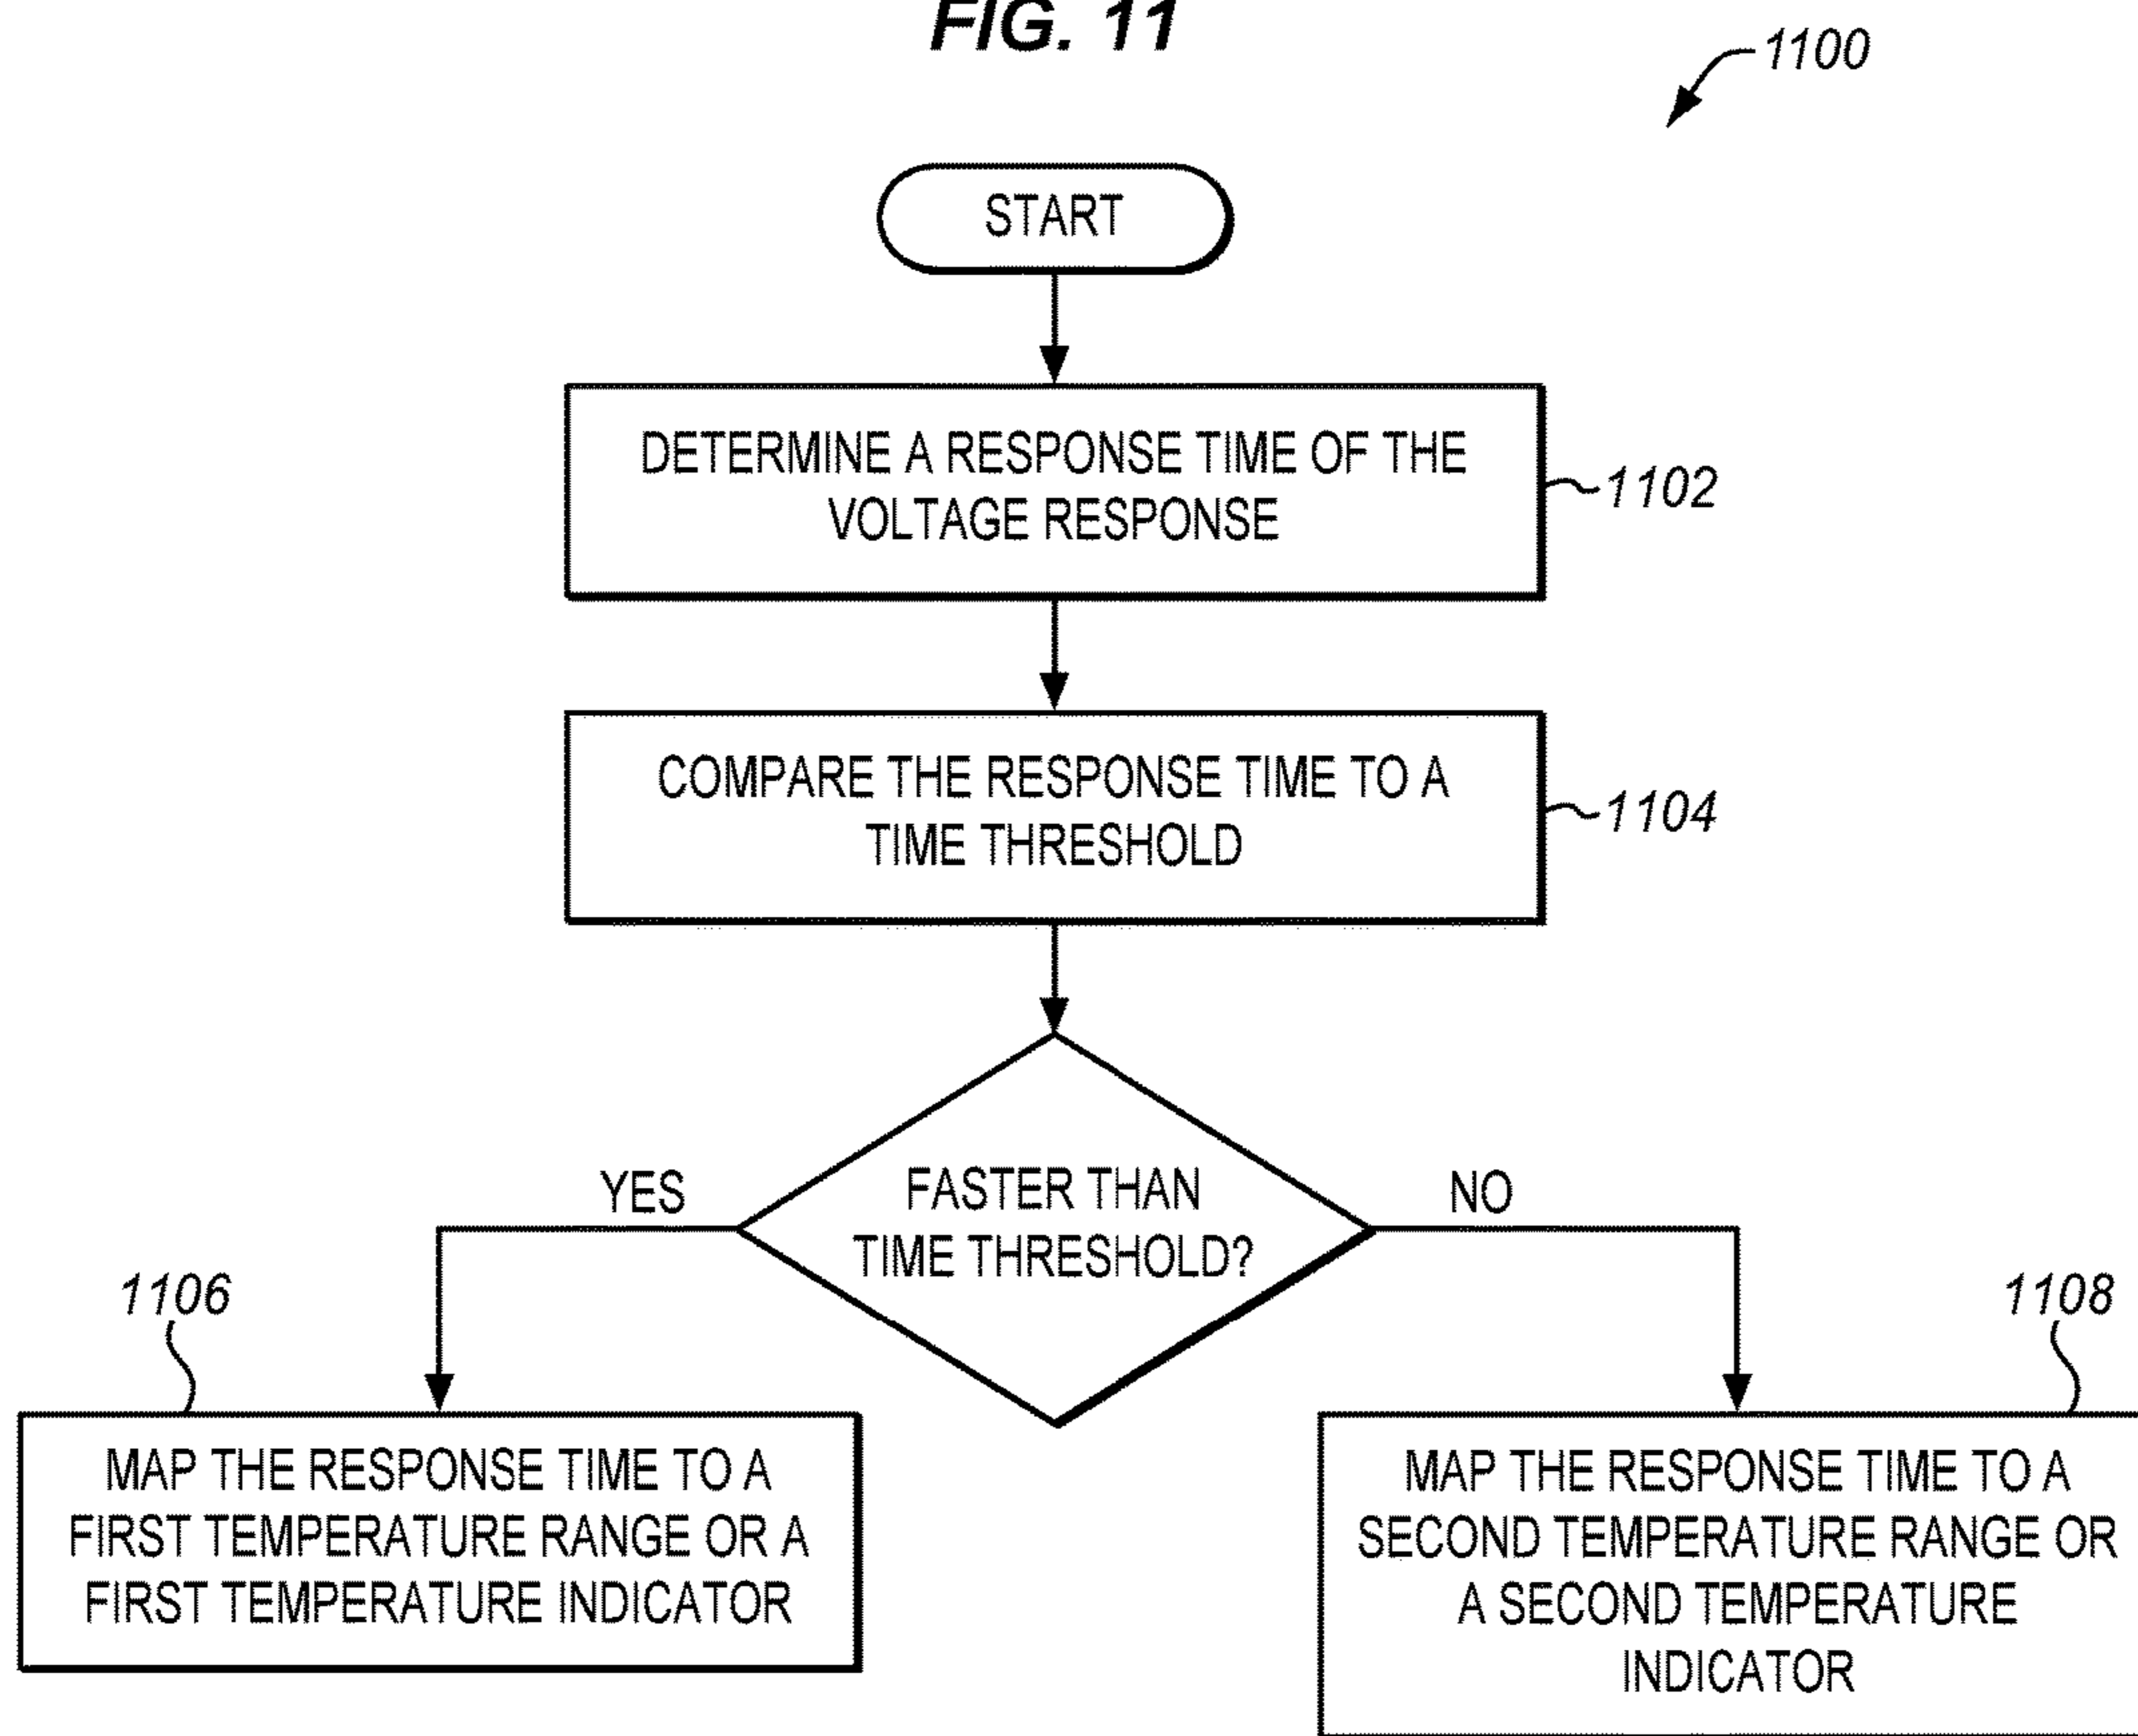 FIG. 11
1100
START
DETERMINE A RESPONSE TIME OF THE
VOLTAGE RESPONSE
1102
COMPARE THE RESPONSE TIME TO A
TIME THRESHOLD
1104
FASTER THAN
TIME THRESHOLD?
YES
NO
1106
MAP THE RESPONSE TIME TO A
FIRST TEMPERATURE RANGE OR A
FIRST TEMPERATURE INDICATOR
1108
MAP THE RESPONSE TIME TO A
SECOND TEMPERATURE RANGE OR
A SECOND TEMPERATURE
INDICATOR